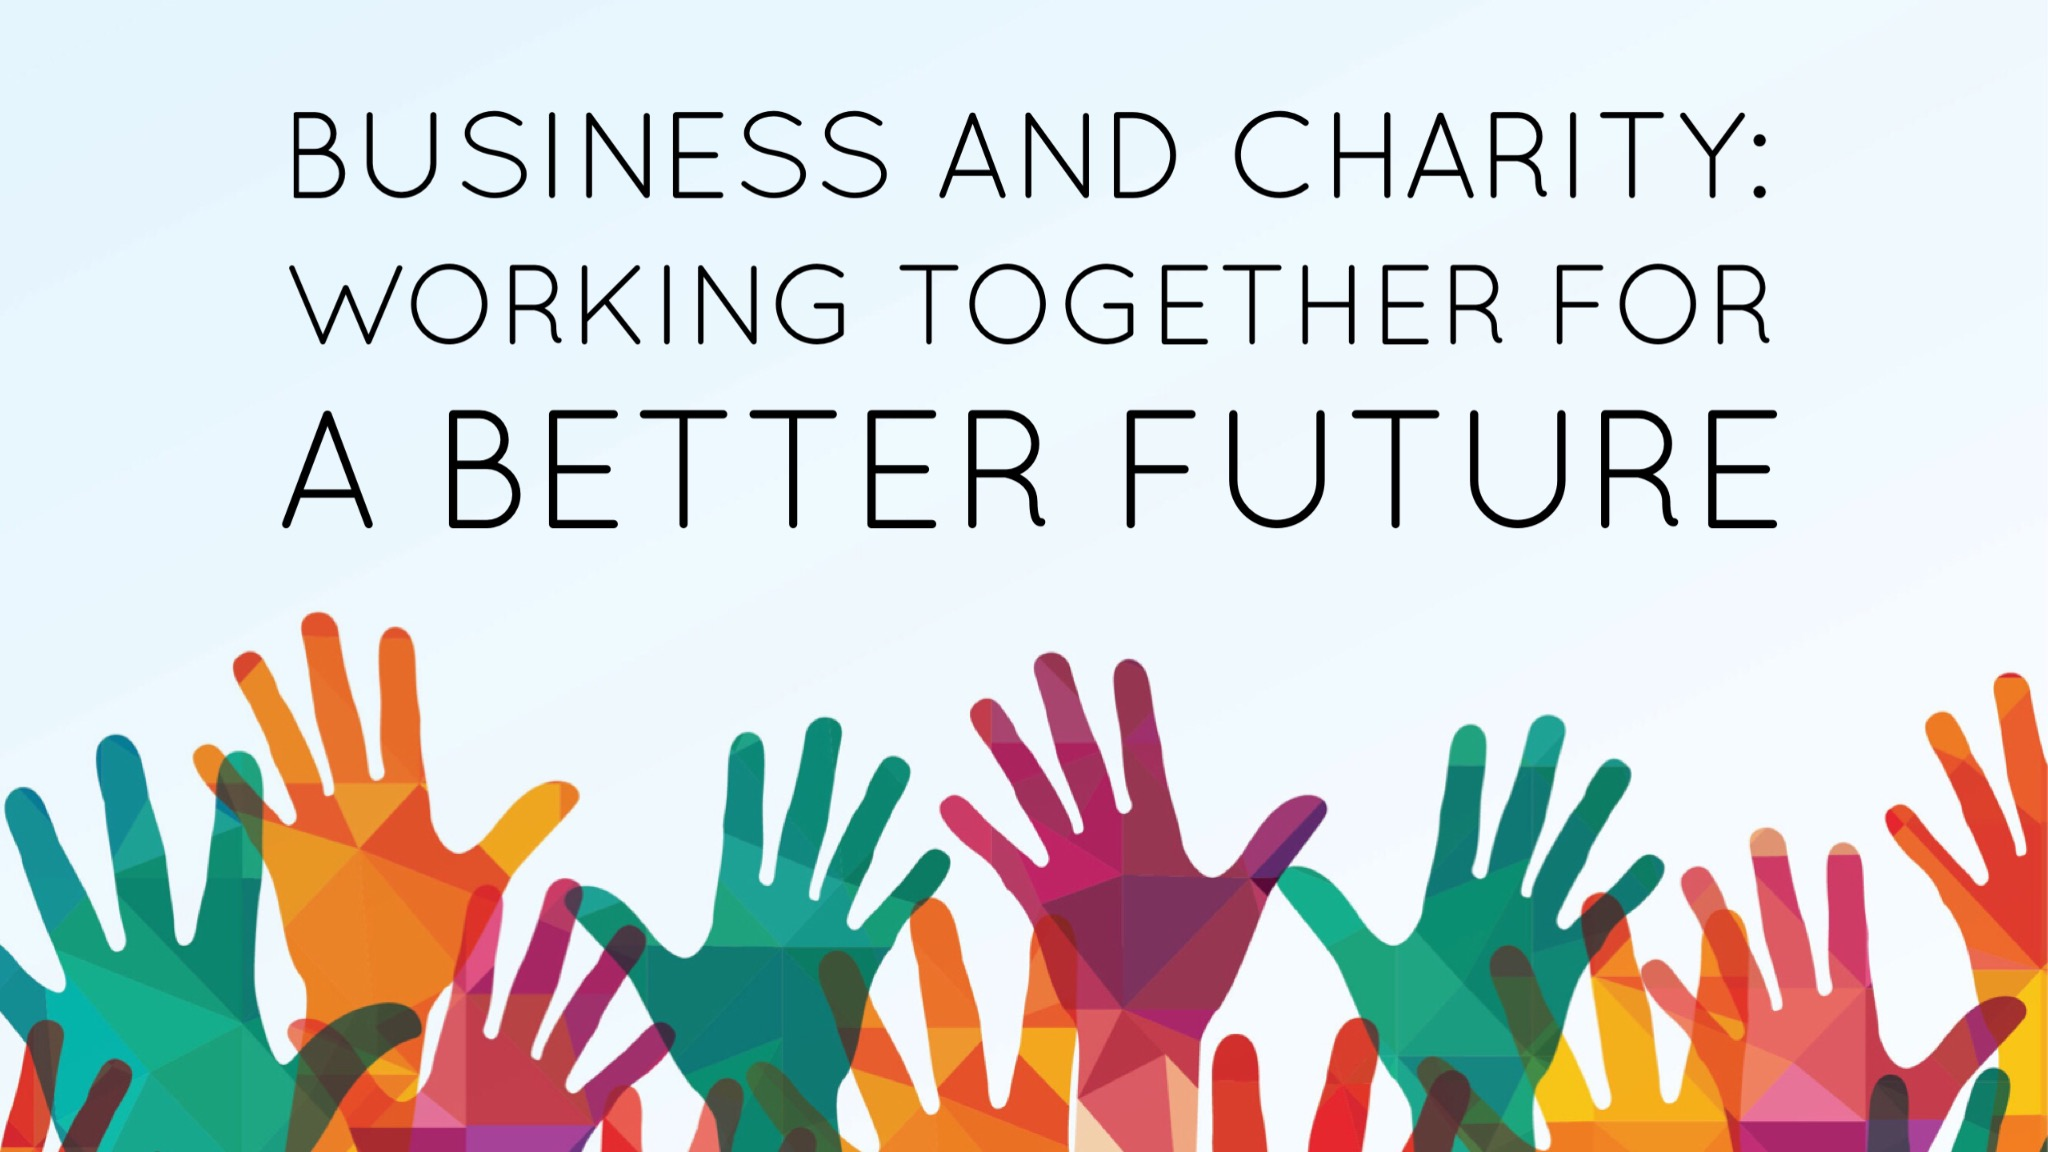 BUSINESS AND CHARITY:
WORKING TOGETHER FOR
A BETTER FUTURE